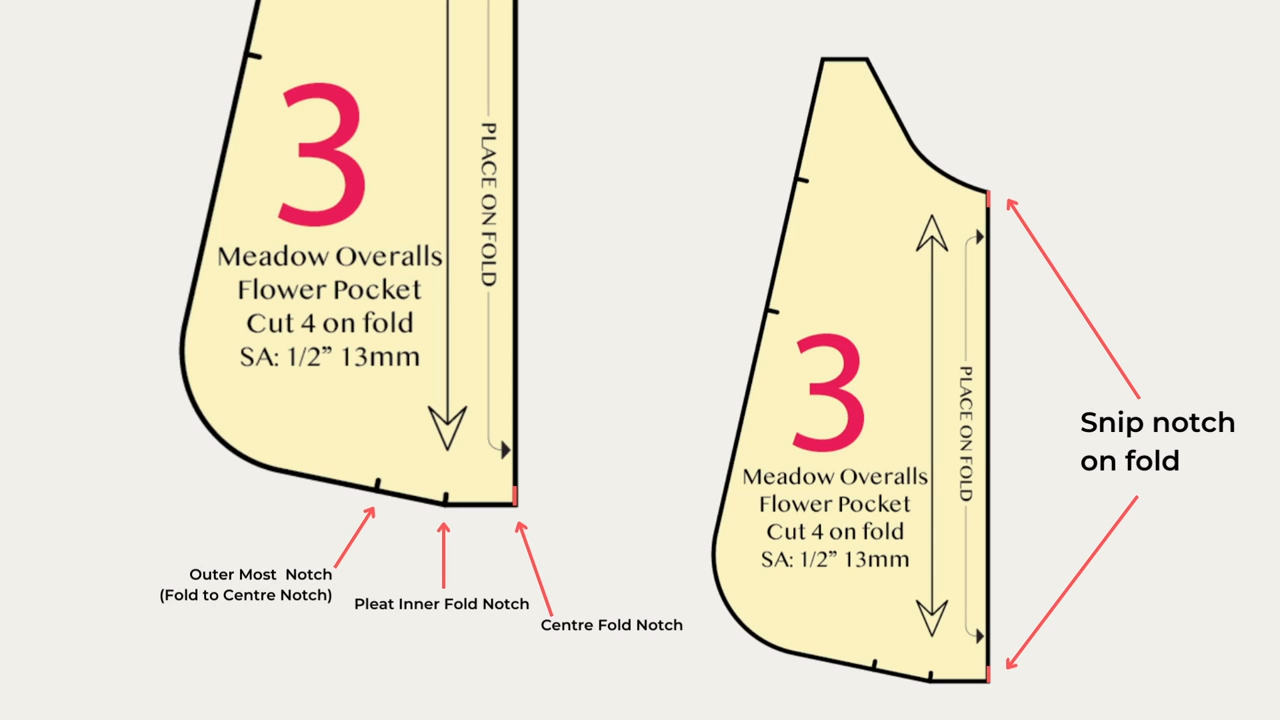 3
Meadow Overalls
Flower Pocket
Cut 4 on fold
SA: 1/2” 13mm
PLACE ON FOLD
Outer Most Notch
(Fold to Centre Notch)
Pleat Inner Fold Notch
Centre Fold Notch
3
Meadow Overalls
Flower Pocket
Cut 4 on fold
SA: 1/2” 13mm
PLACE ON FOLD
Snip notch
on fold